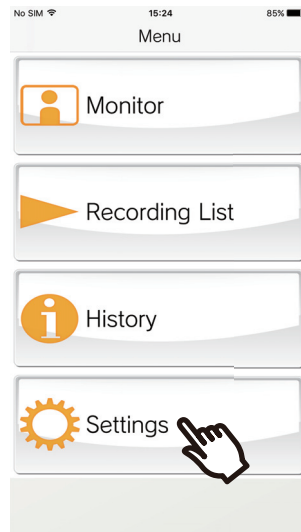 No SIM 15:24 85%
Menu
Monitor
Recording List
History
Settings